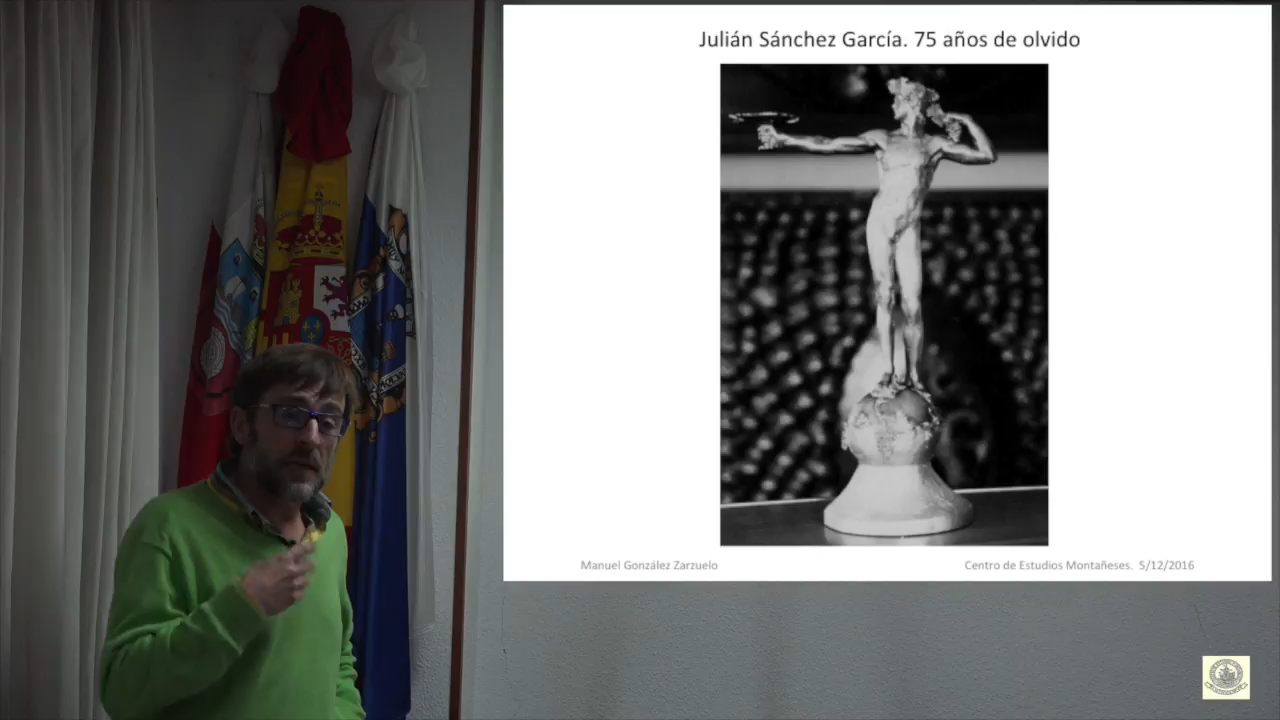 Julián Sánchez García. 75 años de olvido
Manuel González Zarzuelo
Centro de Estudios Montañeses. 5/12/2016